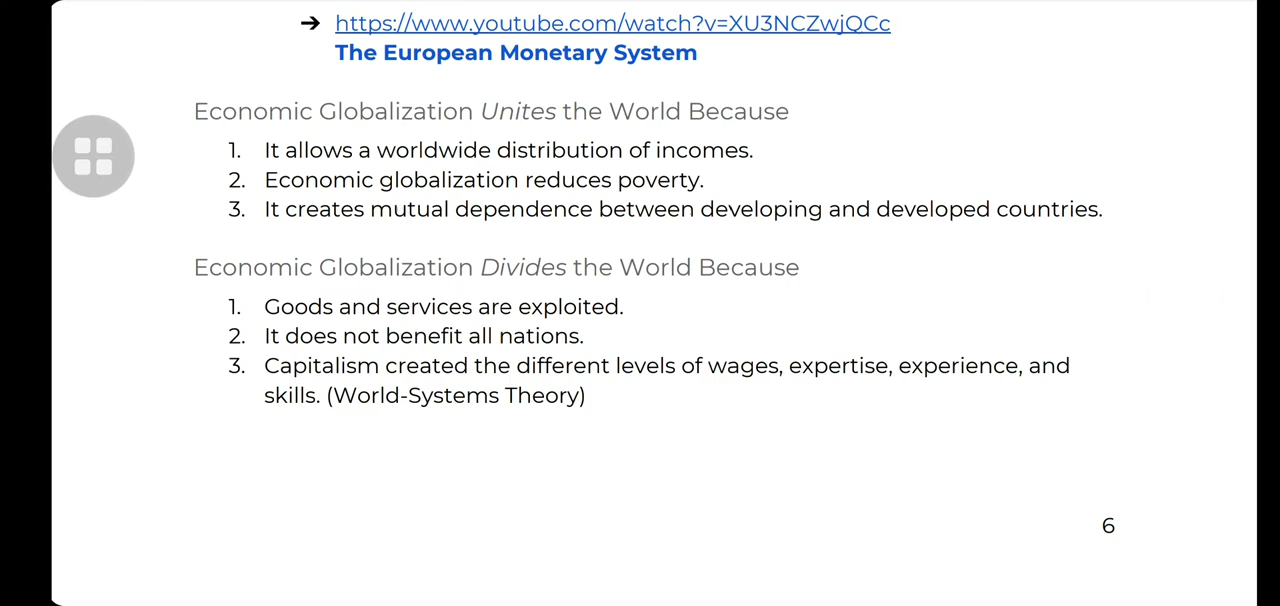 ➔ https://www.youtube.com/watch?v=XU3NCZwjQCc
The European Monetary System
Economic Globalization Unites the World Because
1. It allows a worldwide distribution of incomes.
2. Economic globalization reduces poverty.
3. It creates mutual dependence between developing and developed countries.
Economic Globalization Divides the World Because
1. Goods and services are exploited.
2. It does not benefit all nations.
3. Capitalism created the different levels of wages, expertise, experience, and
skills. (World-Systems Theory)
6